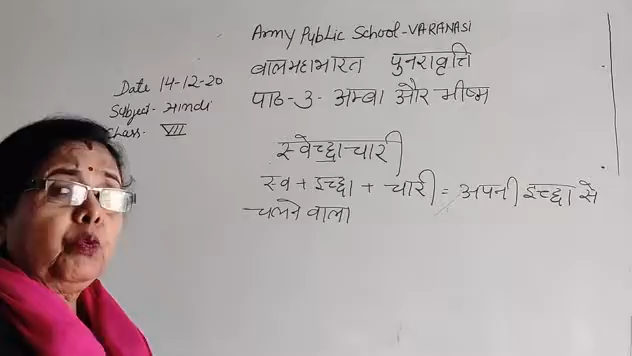 Army Public School-VARANASI
बालमहाभारत पुनरावृत्ति
पाठ-3- अम्बा और भीष्म
Date 14-12-20
Subject- Hindi
Class- VII
स्वेच्छाचारी
स्व + इच्छा + चारी = अपनी इच्छा से
चलने वाला